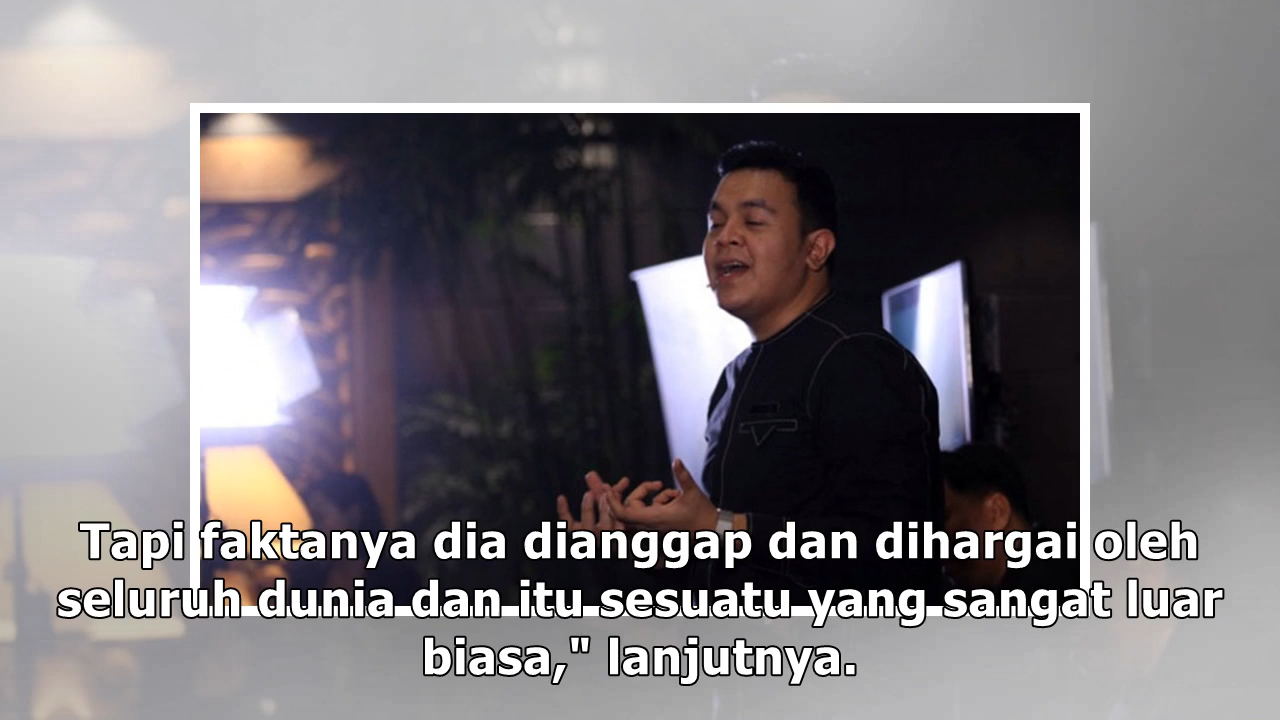 Tapi faktanya dia dianggap dan dihargai oleh
seluruh dunia dan itu sesuatu yang sangat luar
biasa," lanjutnya.